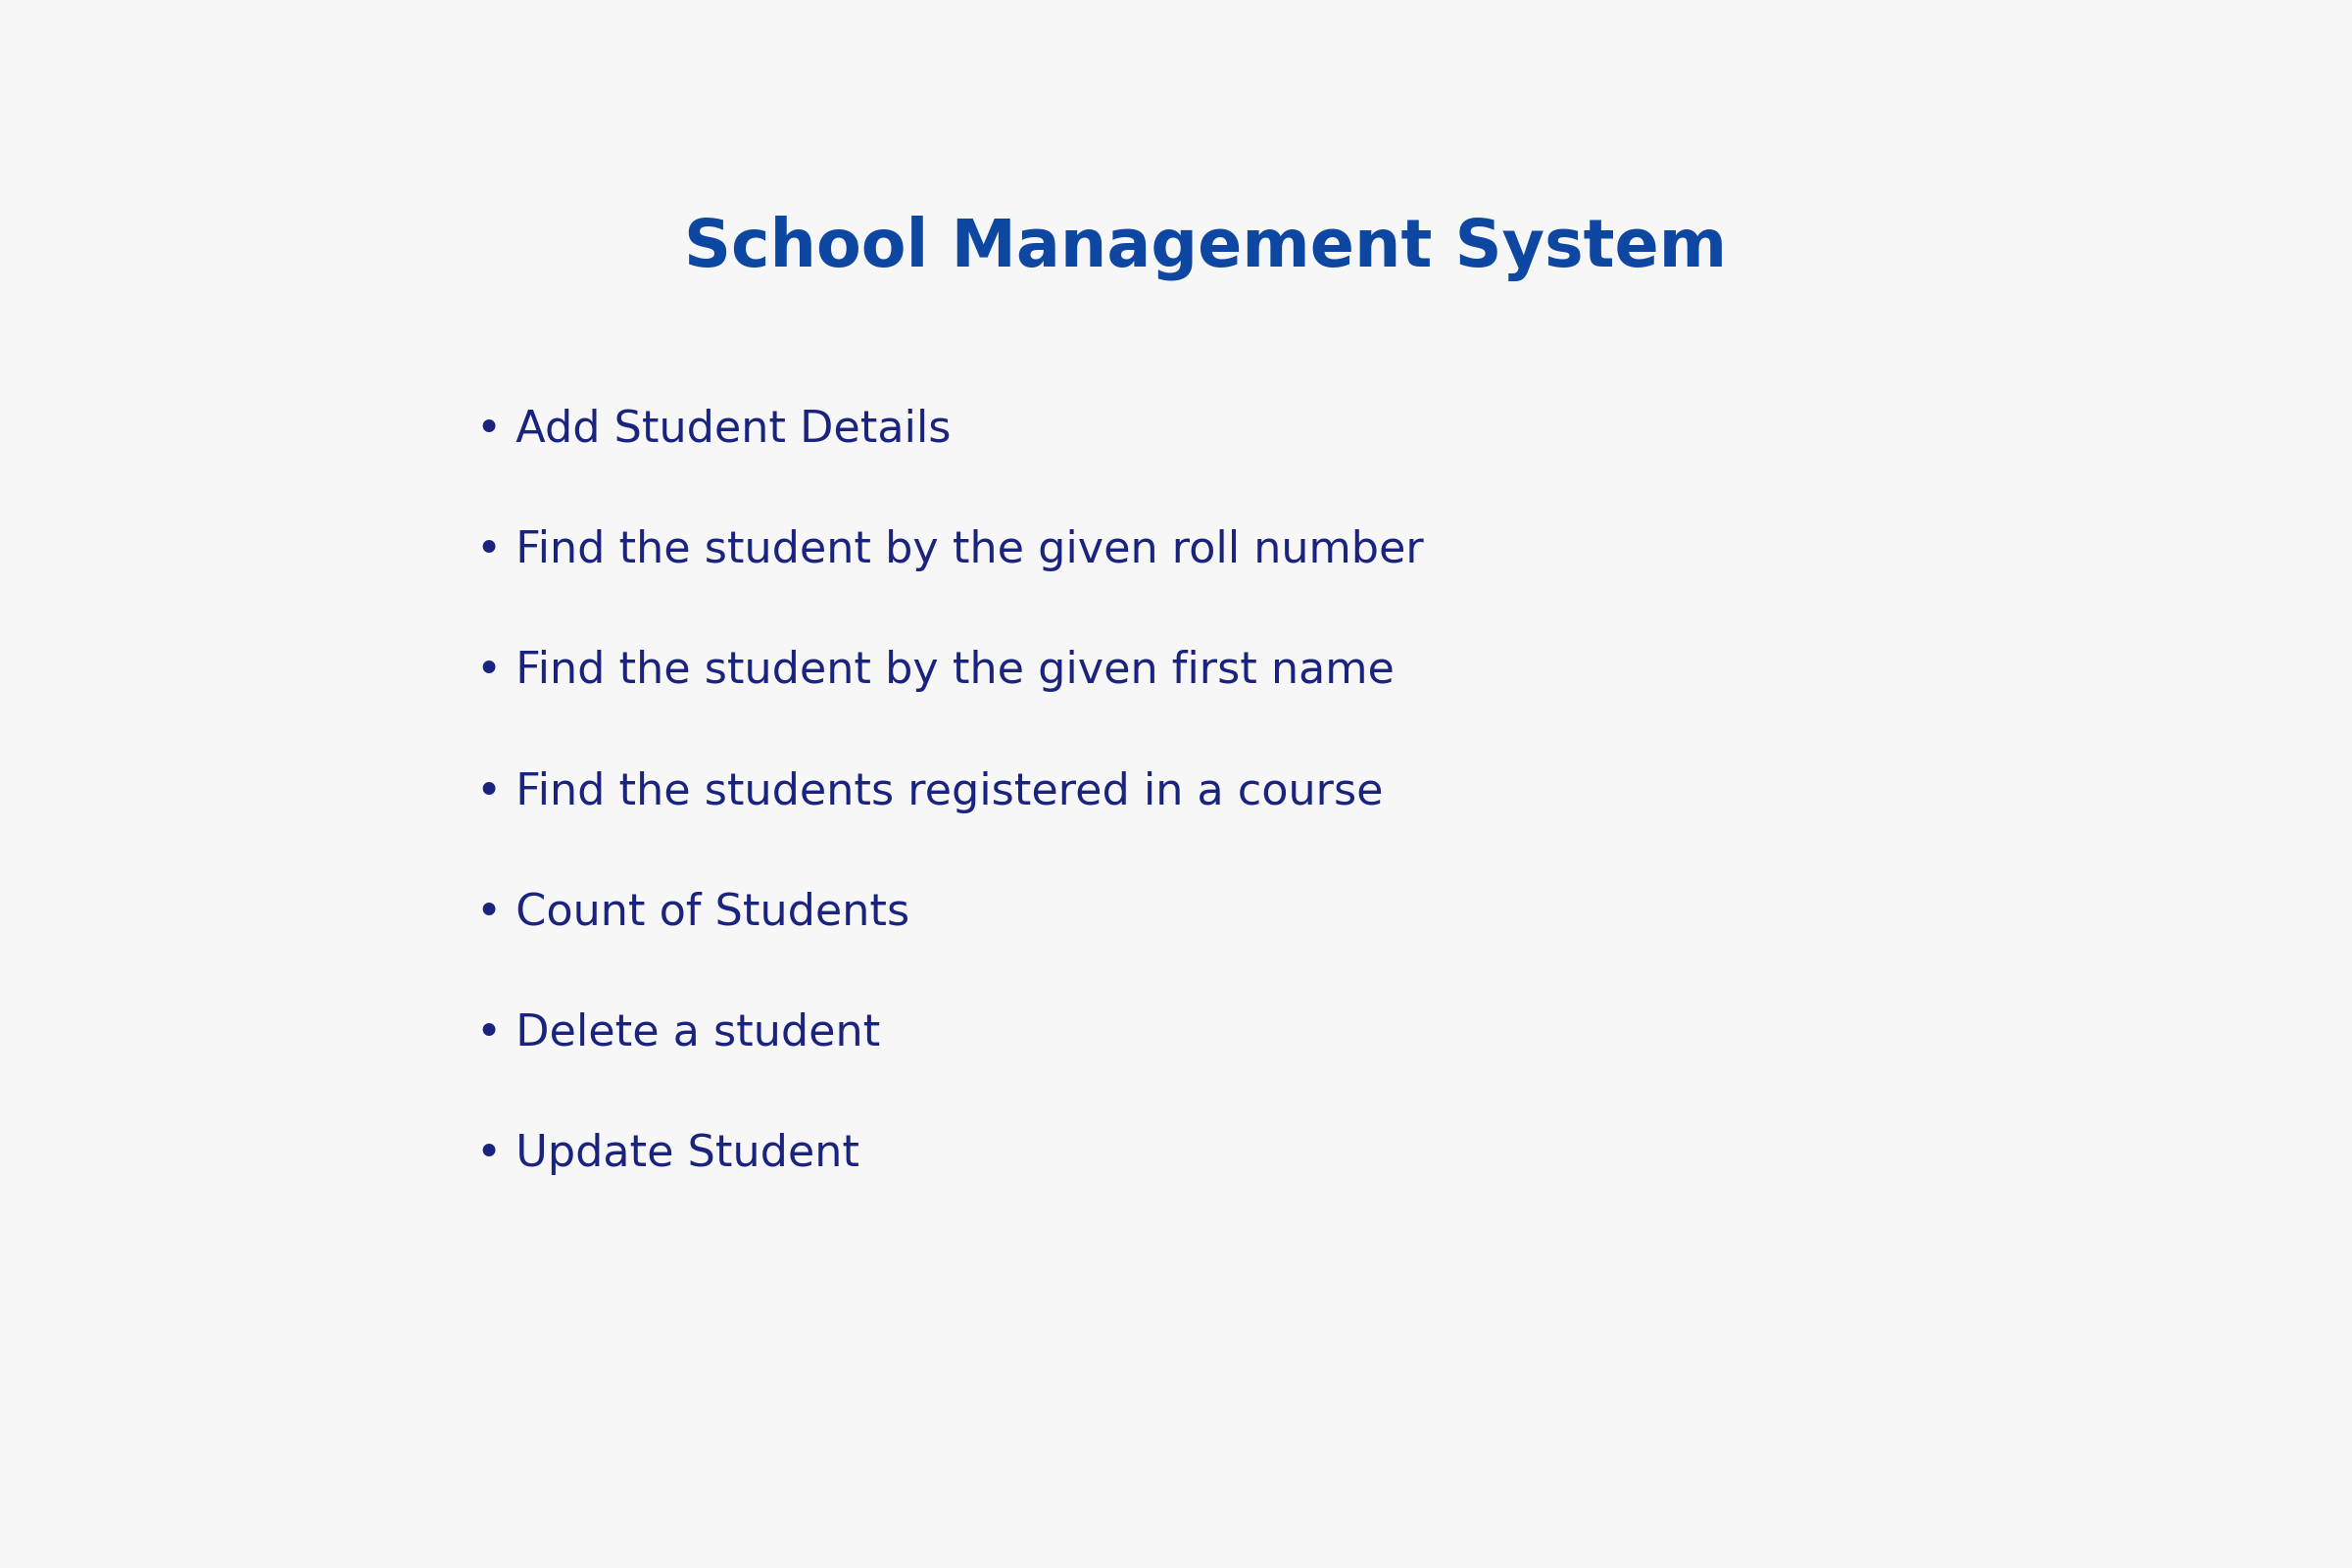 School Management System
• Add Student Details
• Find the student by the given roll number
• Find the student by the given first name
• Find the students registered in a course
• Count of Students
• Delete a student
• Update Student